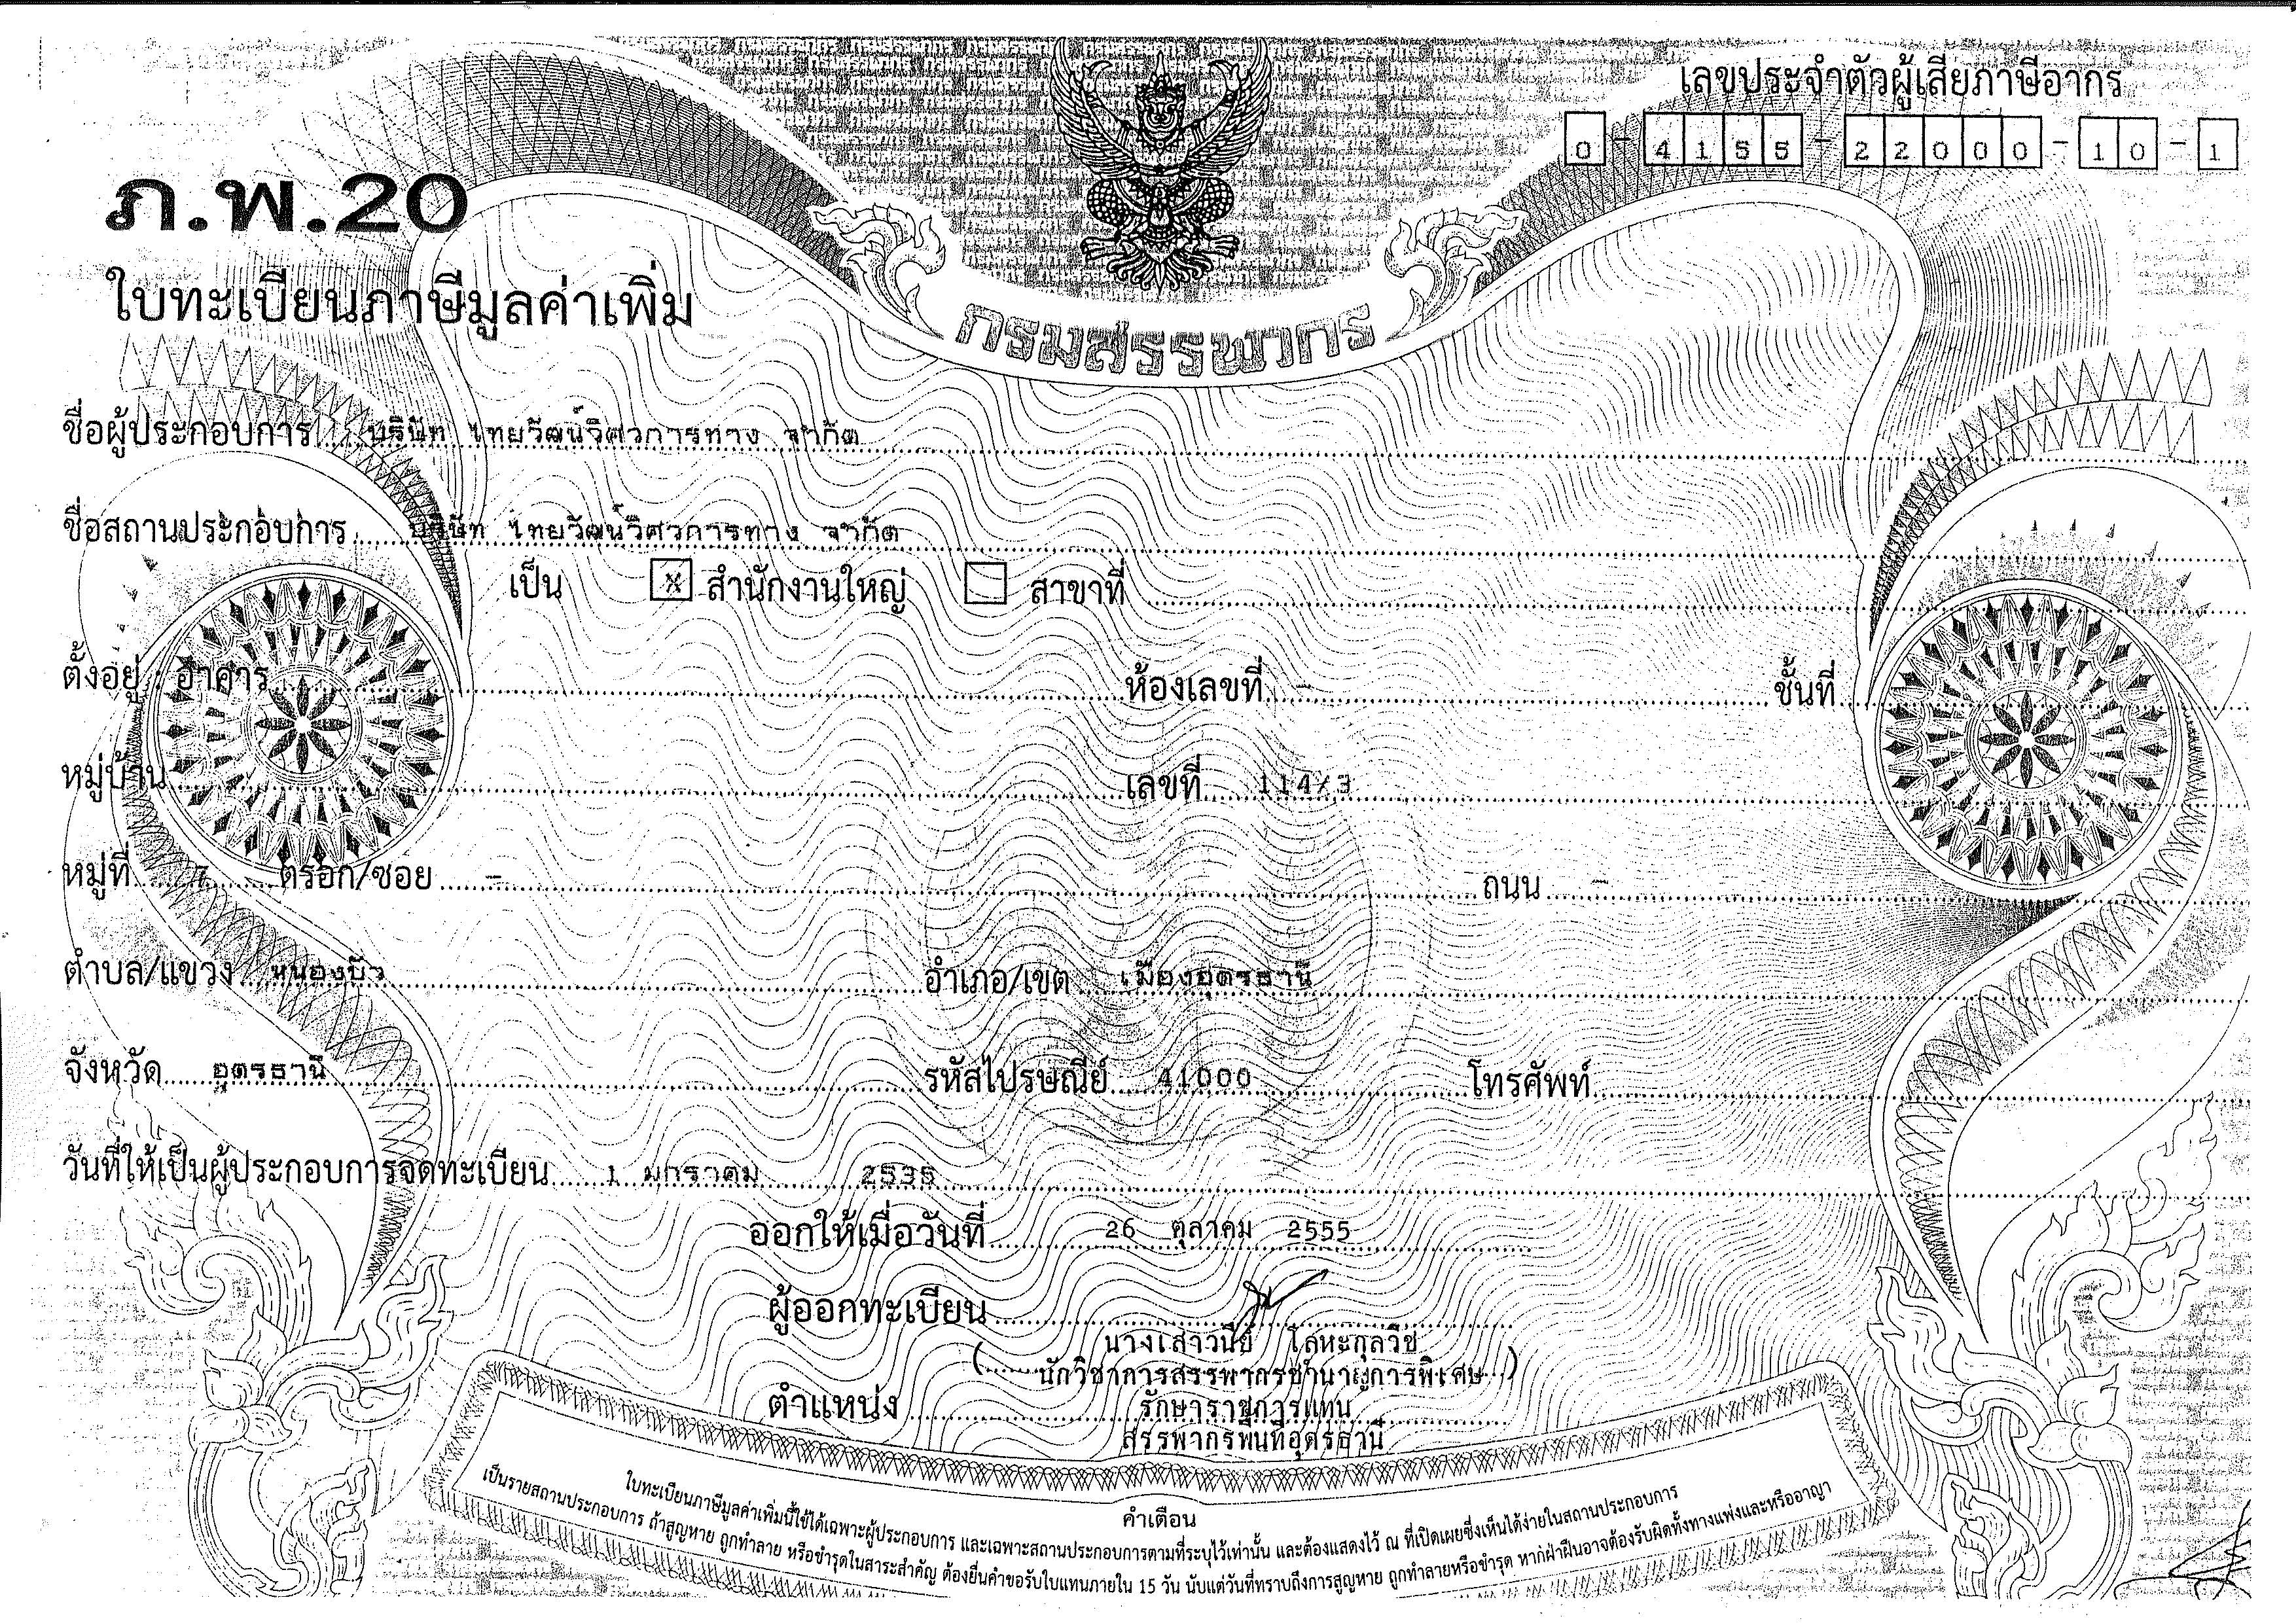 เลขประจำตัวผู้เสียภาษีอากร
0 - 4155 - 22000 - 10 - 1
ภ.พ.20
ใบทะเบียนภาษีมูลค่าเพิ่ม
กรมสรรพากร
ชื่อผู้ประกอบการ บริษัท ไทยวัฒน์วิศวการทาง จำกัด
ชื่อสถานประกอบการ บริษัท ไทยวัฒน์วิศวการทาง จำกัด
เป็น X สำนักงานใหญ่ สาขาที่
ตั้งอยู่ : อาคาร ห้องเลขที่ - ชั้นที่
หมู่บ้าน เลขที่ 114/3
หมู่ที่ 7 ตรอก/ซอย - ถนน -
ตำบล/แขวง หนองบัว อำเภอ/เขต เมืองอุดรธานี
จังหวัด อุดรธานี รหัสไปรษณีย์ 41000 โทรศัพท์
วันที่ให้เป็นผู้ประกอบการจดทะเบียน 1 มกราคม 2535
ออกให้เมื่อวันที่ 26 ตุลาคม 2555
ผู้ออกทะเบียน
นางเสาวนีย์ โลหะกุลวิช
(นักวิชาการสรรพากรชำนาญการพิเศษ)
ตำแหน่ง รักษาราชการแทน
สรรพากรพื้นที่อุดรธานี
คำเตือน
ใบทะเบียนภาษีมูลค่าเพิ่มนี้ใช้ได้เฉพาะผู้ประกอบการ และเฉพาะสถานประกอบการตามที่ระบุไว้เท่านั้น และต้องแสดงไว้ ณ ที่เปิดเผยซึ่งเห็นได้ง่ายในสถานประกอบการ
เป็นรายสถานประกอบการ ถ้าสูญหาย ถูกทำลาย หรือชำรุดในสาระสำคัญ ต้องยื่นคำขอรับใบแทนภายใน 15 วัน นับแต่วันที่ทราบถึงการสูญหาย ถูกทำลายหรือชำรุด หากฝ่าฝืนอาจต้องรับผิดทั้งทางแพ่งและหรืออาญา